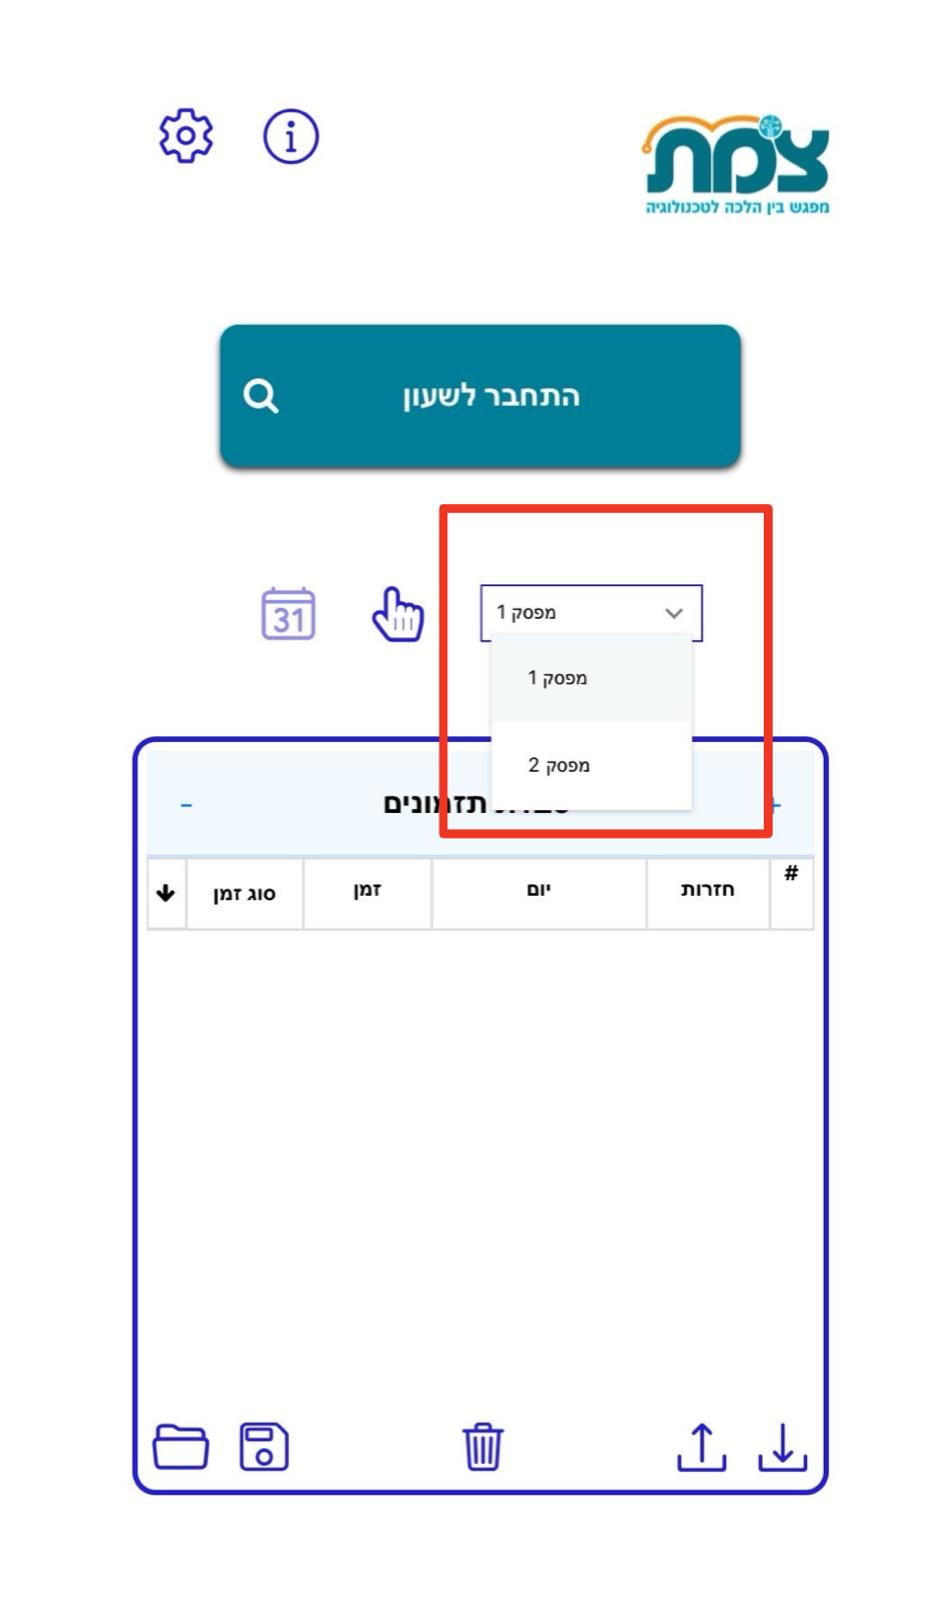 צמת
מפגש בין הלכה לטכנולוגיה
התחבר לשעון
31
מפסק 1
מפסק 1
מפסק 2
+ תזמונים -
# חזרות יום זמן סוג זמן